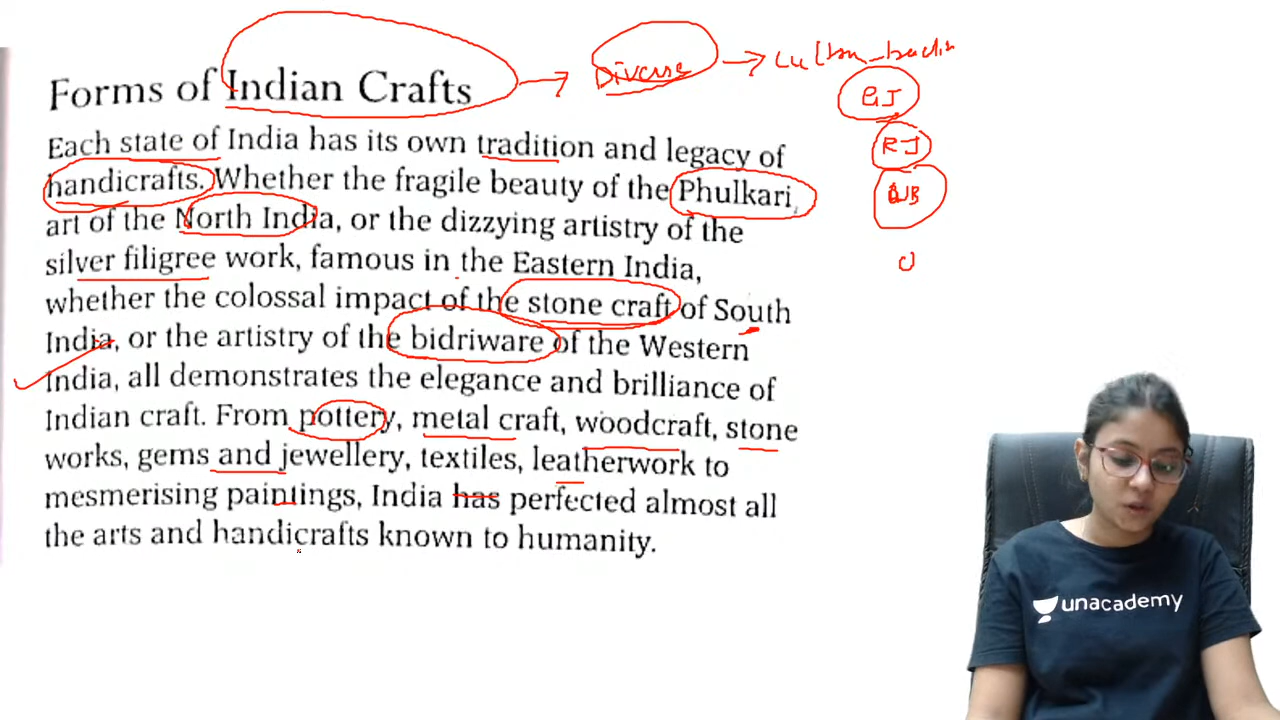 Forms of Indian Crafts → Diverse →
GJ
RJ
WB
Each state of India has its own tradition and legacy of
handicrafts. Whether the fragile beauty of the Phulkari,
art of the North India, or the dizzying artistry of the
silver filigree work, famous in the Eastern India,
whether the colossal impact of the stone craft of South
India, or the artistry of the bidriware of the Western
India, all demonstrates the elegance and brilliance of
Indian craft. From pottery, metal craft, woodcraft, stone
works, gems and jewellery, textiles, leatherwork to
mesmerising paintings, India has perfected almost all
the arts and handicrafts known to humanity.
unacademy